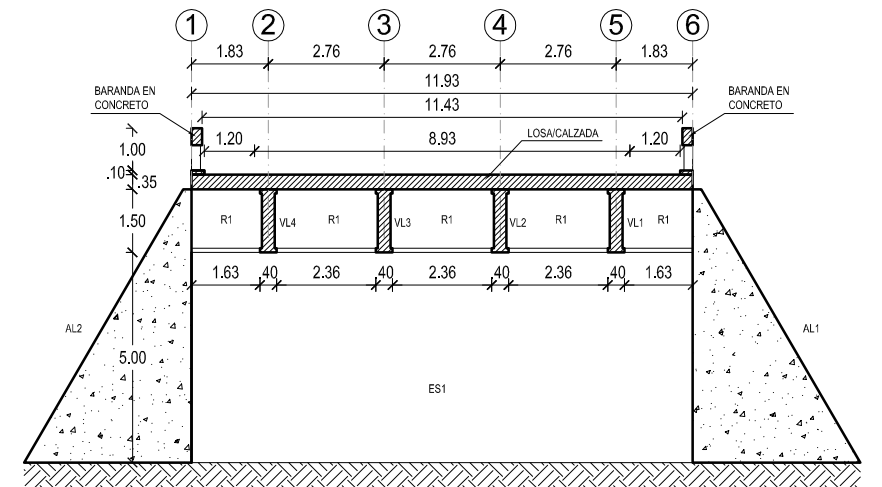 1 2 3 4 5 6
1.83 2.76 2.76 2.76 1.83
11.93
BARANDA EN
CONCRETO
11.43
BARANDA EN
CONCRETO
1.20 8.93 LOSA/CALZADA 1.20
1.00
.10
.35
1.50
R1 VL4 R1 VL3 R1 VL2 R1 VL1 R1
1.63 40 2.36 40 2.36 40 2.36 40 1.63
AL2 AL1
5.00
ES1